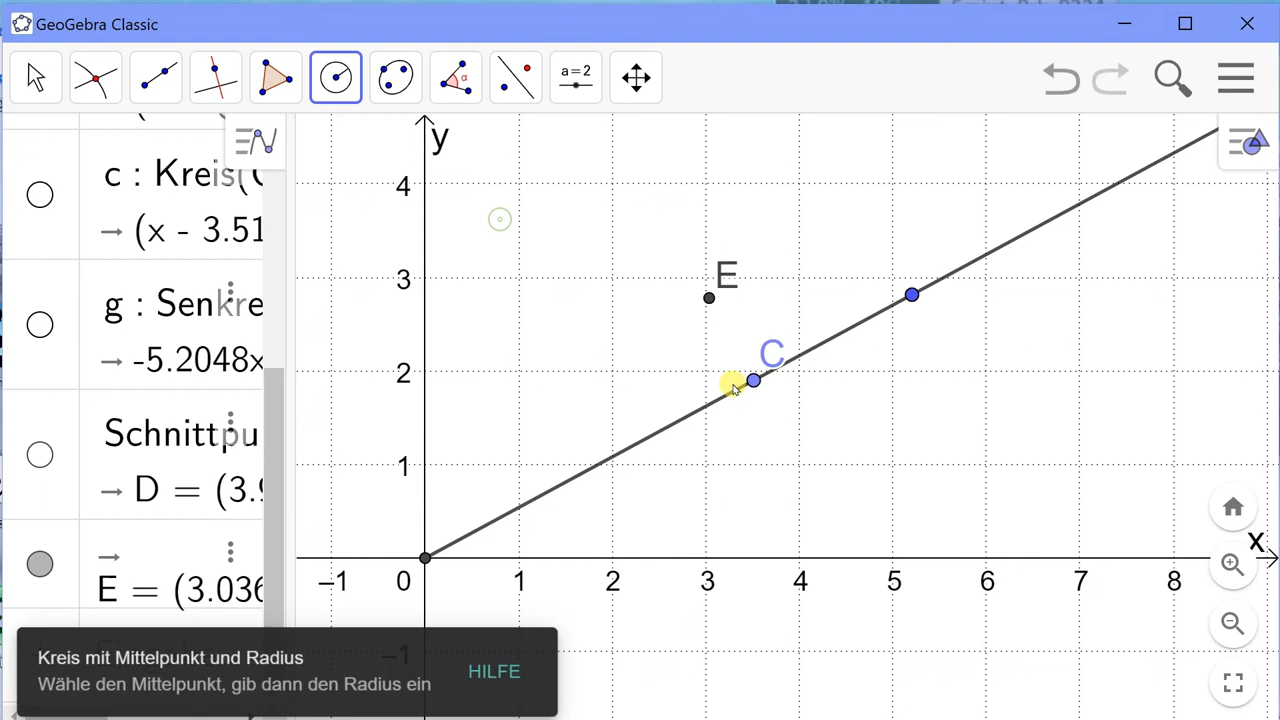 GeoGebra Classic
α
a=2
c : Kreis(
→ (x - 3.51
g : Senkre
→ -5.2048x
Schnittpu
→ D = (3.9
→
E = (3.036
y
4
3
2
1
−1
−1
0
1
2
3
4
5
6
7
8
x
E
C
Kreis mit Mittelpunkt und Radius
Wähle den Mittelpunkt, gib dann den Radius ein
HILFE